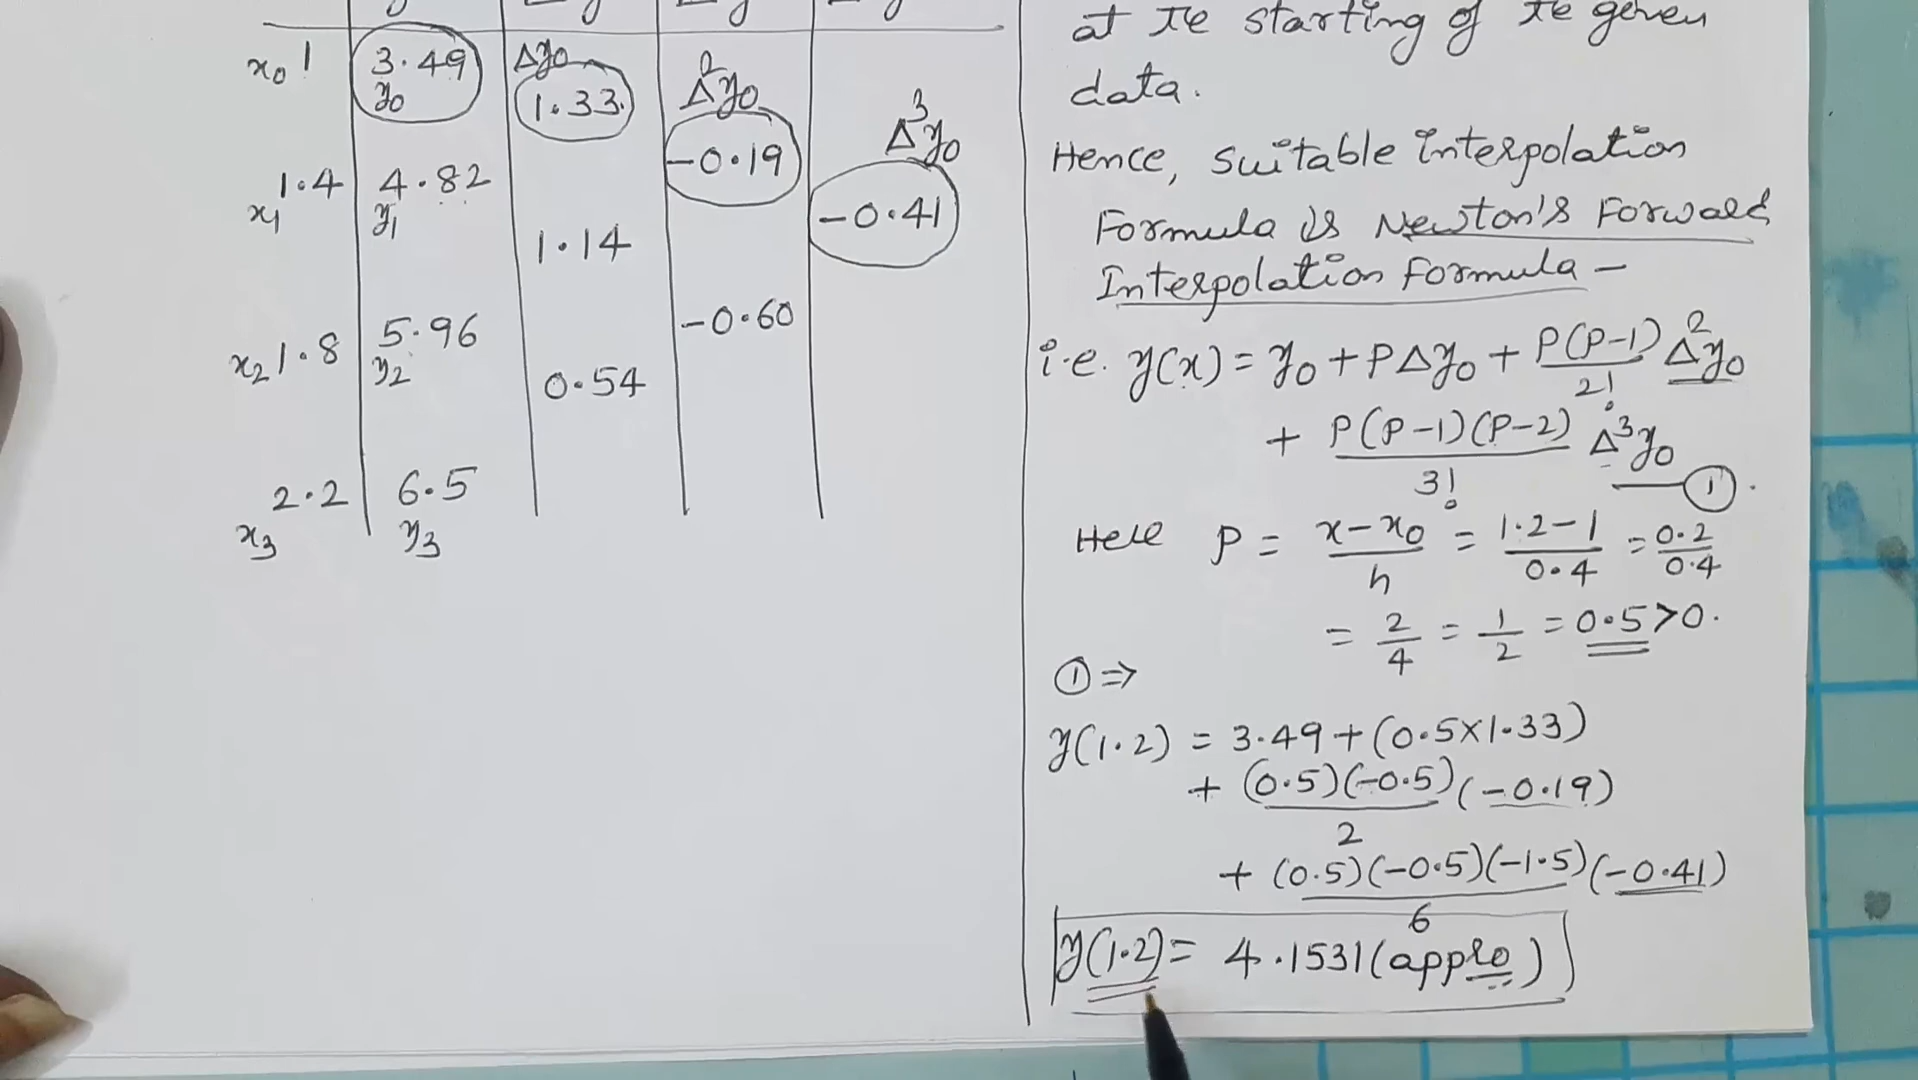 x₀ 1 3.49 Δy₀
y₀ 1.33 Δ²y₀
-0.19 Δ³y₀
x₁ 1.4 4.82 -0.41
y₁ 1.14
x₂ 1.8 5.96 -0.60
y₂ 0.54
x₃ 2.2 6.5
y₃
at the starting of the given
data.
Hence, suitable interpolation
Formula is Newton's Forward
Interpolation Formula -
i.e. y(x) = y₀ + PΔy₀ + P(P-1)/2! Δ²y₀
+ P(P-1)(P-2)/3! Δ³y₀ — ①.
Here P = x-x₀/h = 1.2-1/0.4 = 0.2/0.4
= 2/4 = 1/2 = 0.5>0.
① ⇒
y(1.2) = 3.49 + (0.5×1.33)
+ (0.5)(-0.5)/2 (-0.19)
+ (0.5)(-0.5)(-1.5)/6 (-0.41)
y(1.2) = 4.1531 (appro)